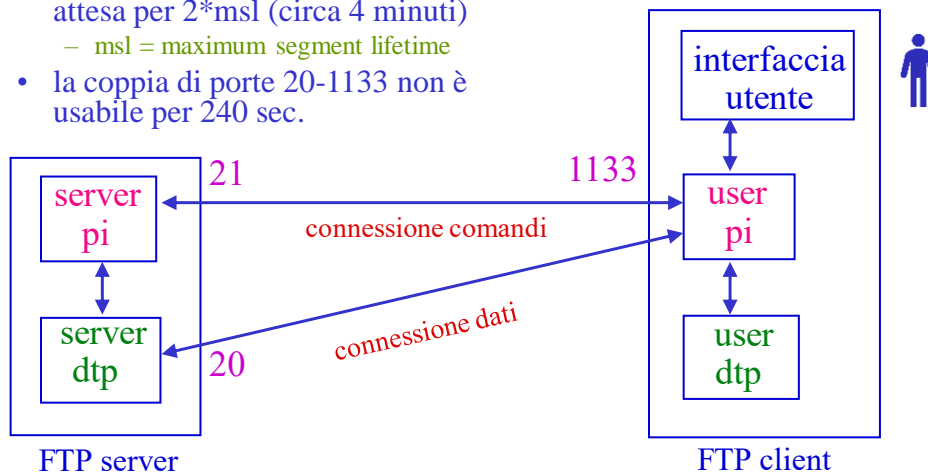 attesa per 2*msl (circa 4 minuti)
– msl = maximum segment lifetime
• la coppia di porte 20-1133 non è
usabile per 240 sec.
interfaccia
utente
21
1133
server
pi
user
pi
connessione comandi
connessione dati
server
dtp
20
user
dtp
FTP server
FTP client